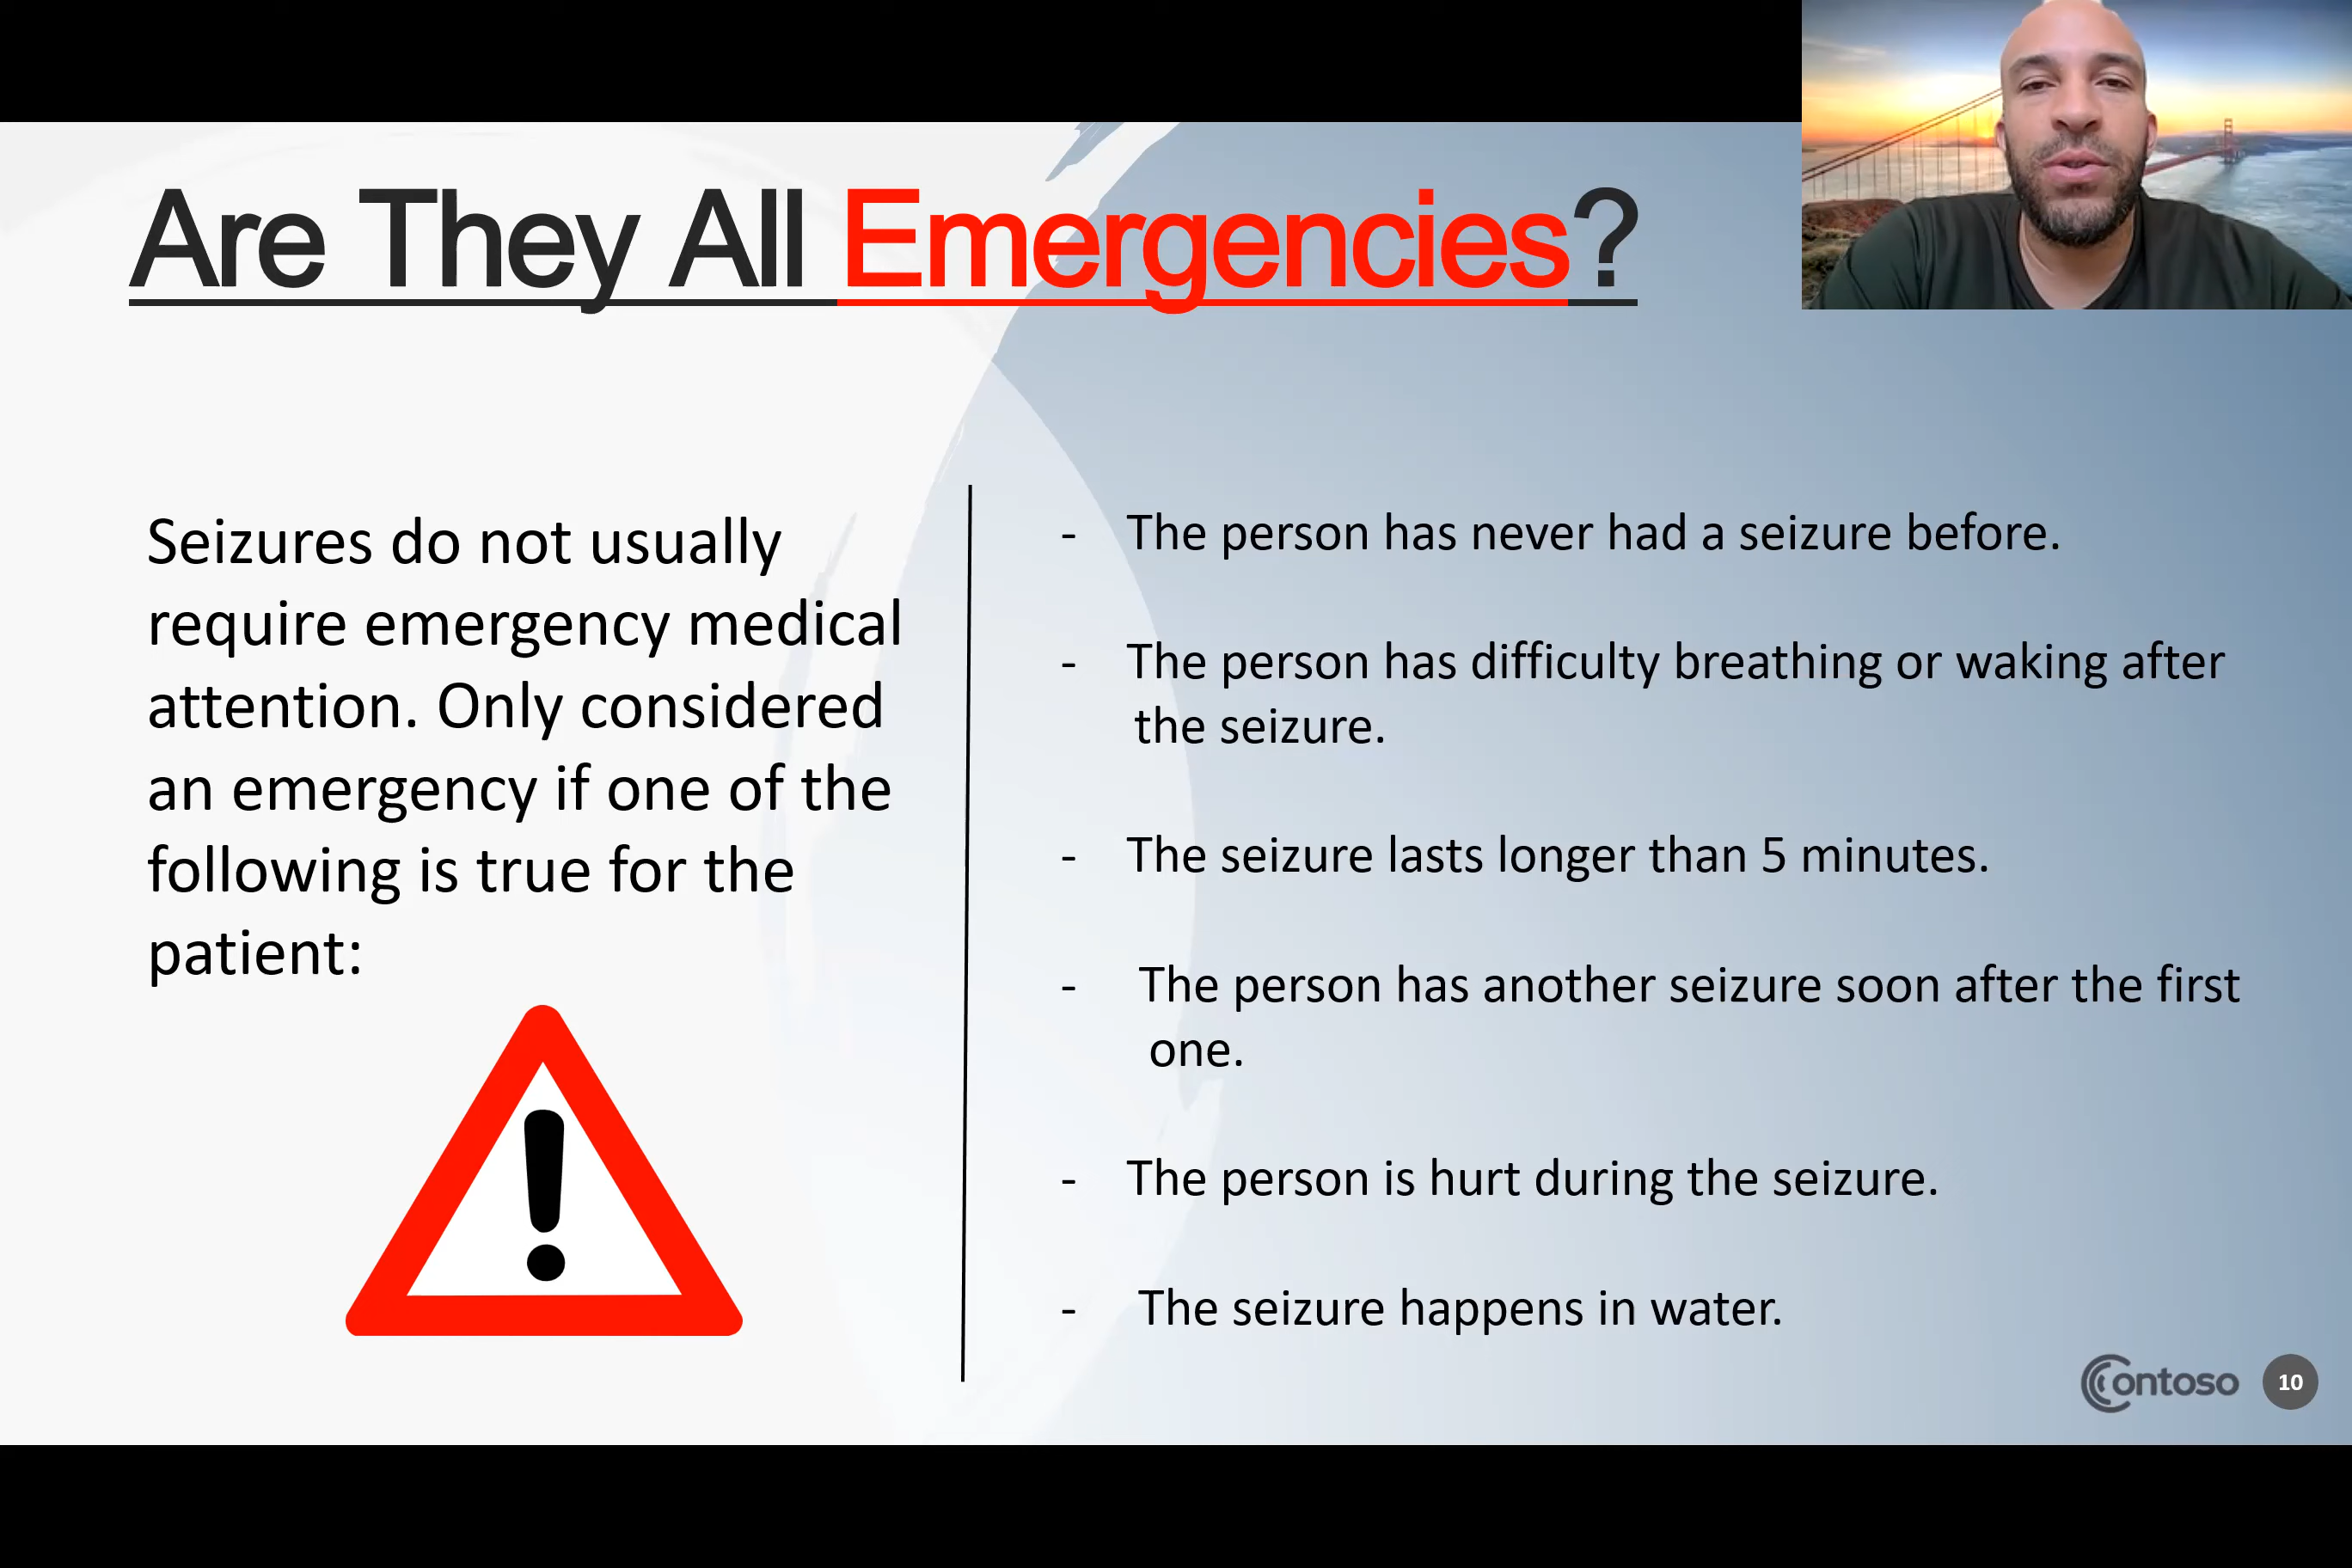 Are They All Emergencies?
Seizures do not usually
require emergency medical
attention. Only considered
an emergency if one of the
following is true for the
patient:
- The person has never had a seizure before.
- The person has difficulty breathing or waking after
the seizure.
- The seizure lasts longer than 5 minutes.
- The person has another seizure soon after the first
one.
- The person is hurt during the seizure.
- The seizure happens in water.
Contoso
10